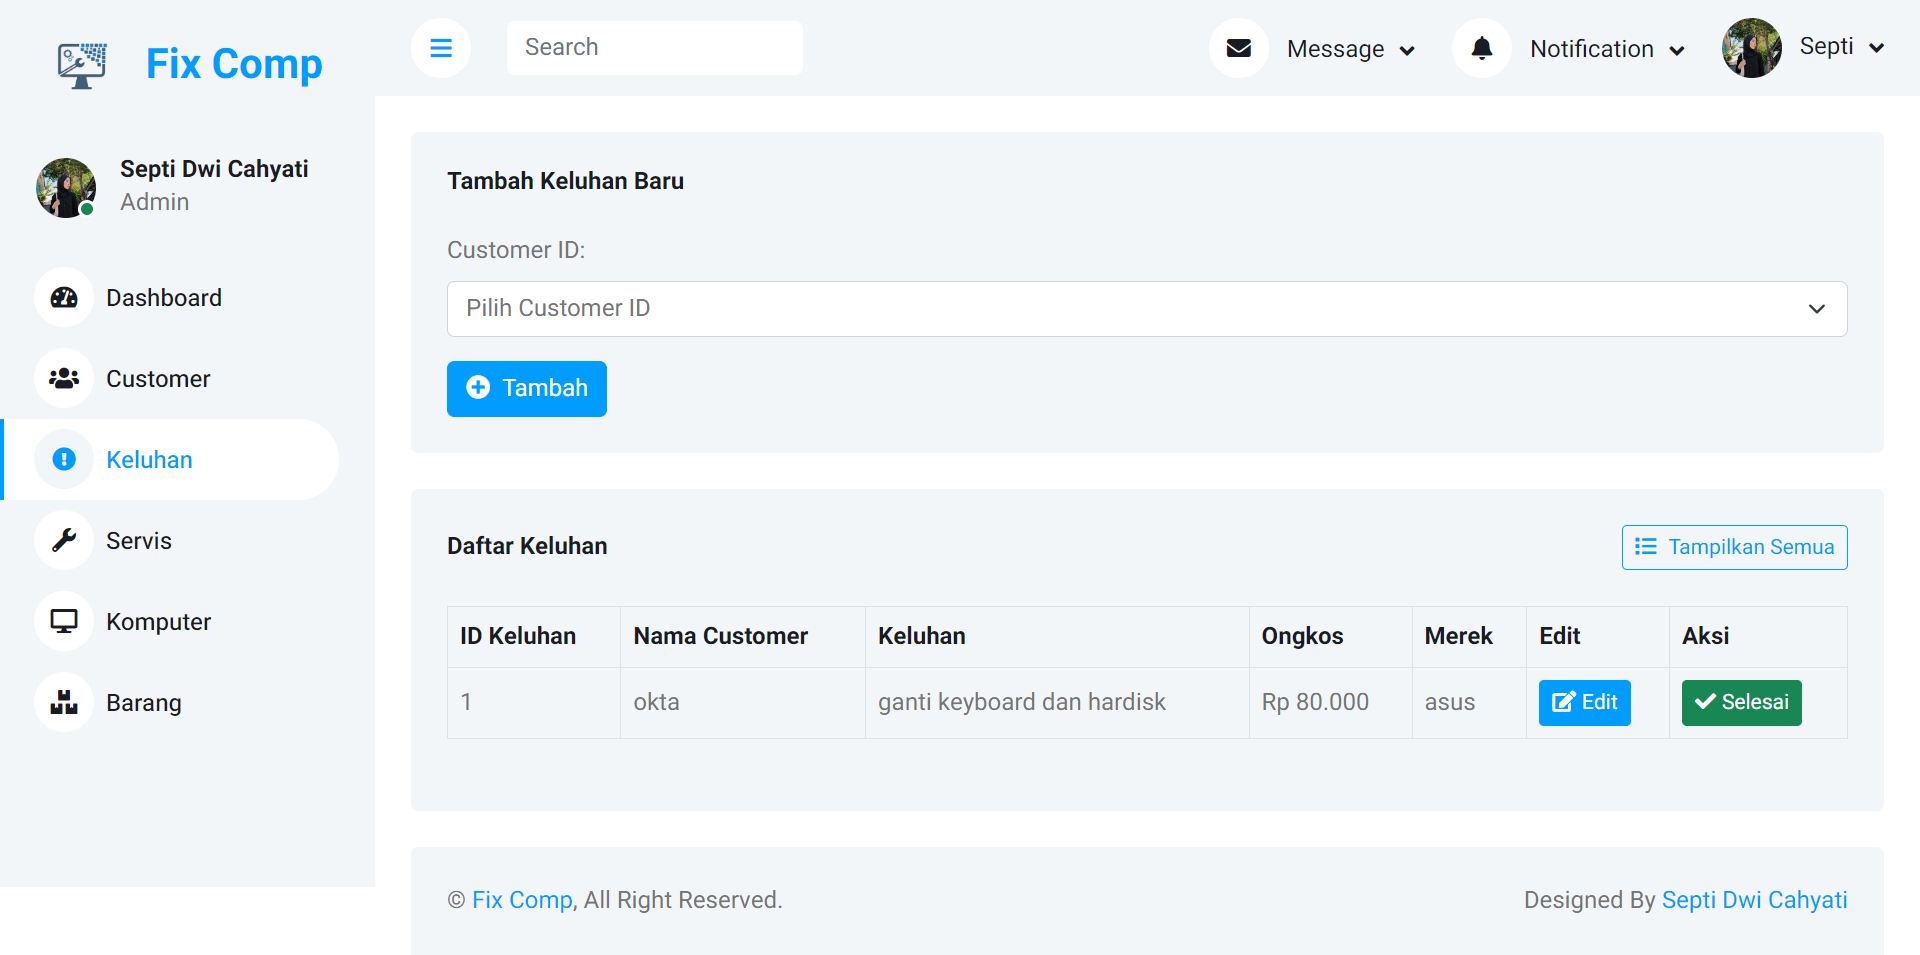 Fix Comp
Search
Message
Notification
Septi
Septi Dwi Cahyati
Admin
Dashboard
Customer
Keluhan
Servis
Komputer
Barang
Tambah Keluhan Baru
Customer ID:
Pilih Customer ID
Tambah
Daftar Keluhan
Tampilkan Semua
ID Keluhan Nama Customer Keluhan Ongkos Merek Edit Aksi
1 okta ganti keyboard dan hardisk Rp 80.000 asus Edit Selesai
© Fix Comp, All Right Reserved.
Designed By Septi Dwi Cahyati